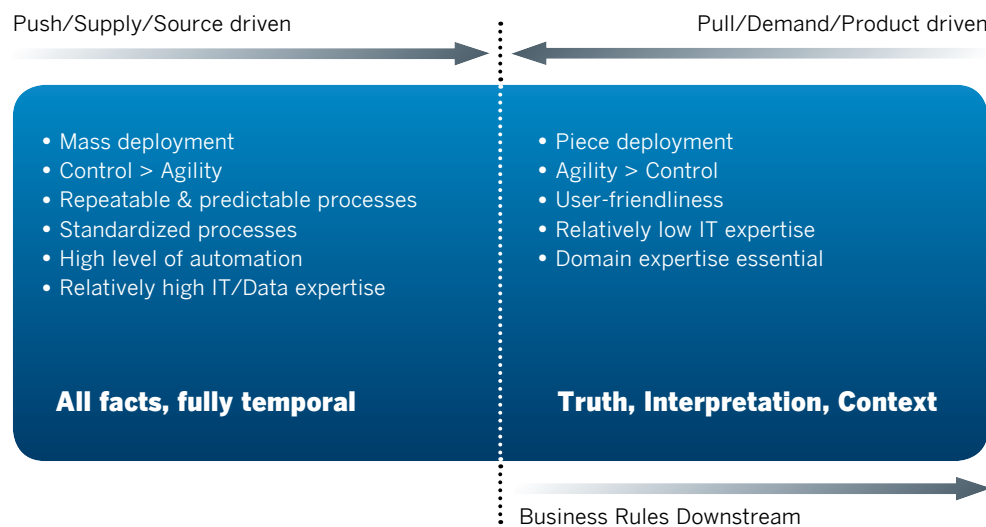 Push/Supply/Source driven
Pull/Demand/Product driven
• Mass deployment
• Control > Agility
• Repeatable & predictable processes
• Standardized processes
• High level of automation
• Relatively high IT/Data expertise
All facts, fully temporal
• Piece deployment
• Agility > Control
• User-friendliness
• Relatively low IT expertise
• Domain expertise essential
Truth, Interpretation, Context
Business Rules Downstream